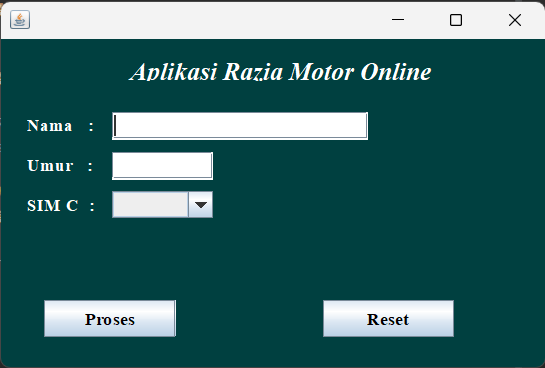 Aplikasi Razia Motor Online
Nama :
Umur :
SIM C :
Proses Reset